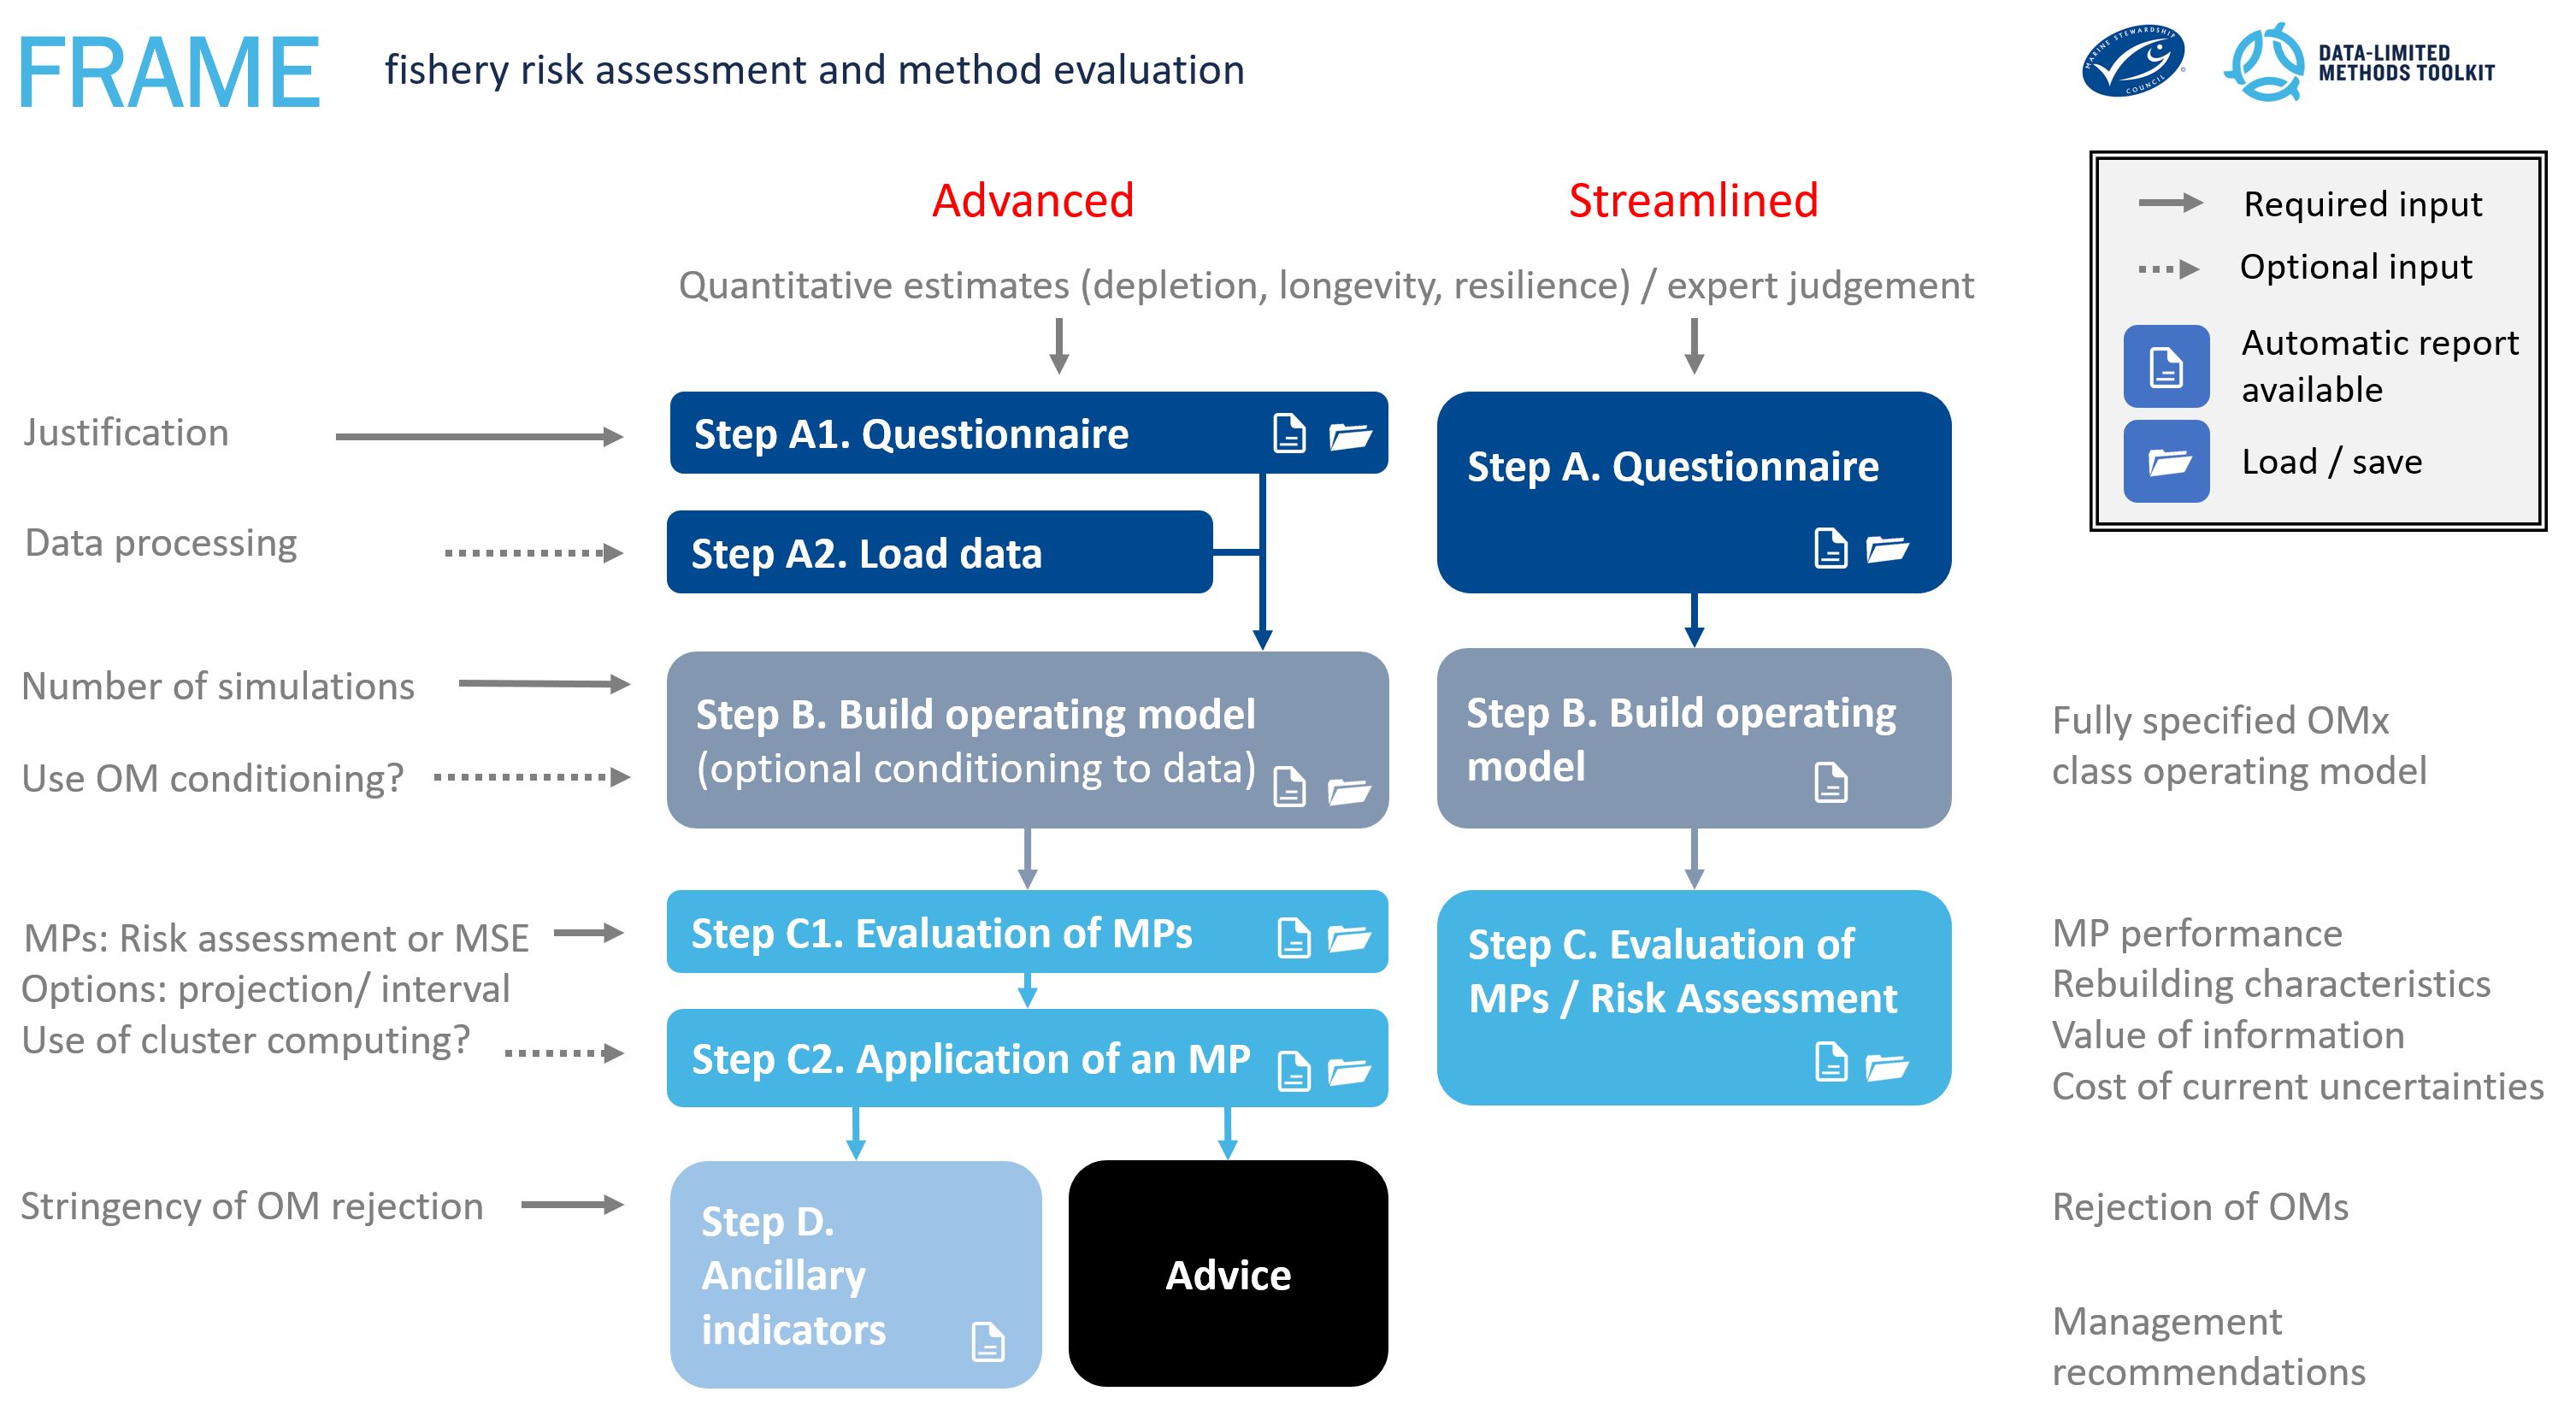 FRAME
fishery risk assessment and method evaluation
MARINE STEWARDSHIP COUNCIL
DATA-LIMITED
METHODS TOOLKIT
Advanced
Streamlined
Quantitative estimates (depletion, longevity, resilience) / expert judgement
Required input
Optional input
Automatic report
available
Load / save
Justification
Data processing
Number of simulations
Use OM conditioning?
MPs: Risk assessment or MSE
Options: projection/ interval
Use of cluster computing?
Stringency of OM rejection
Step A1. Questionnaire
Step A2. Load data
Step B. Build operating model
(optional conditioning to data)
Step C1. Evaluation of MPs
Step C2. Application of an MP
Step D.
Ancillary
indicators
Advice
Step A. Questionnaire
Step B. Build operating
model
Step C. Evaluation of
MPs / Risk Assessment
Fully specified OMx
class operating model
MP performance
Rebuilding characteristics
Value of information
Cost of current uncertainties
Rejection of OMs
Management
recommendations